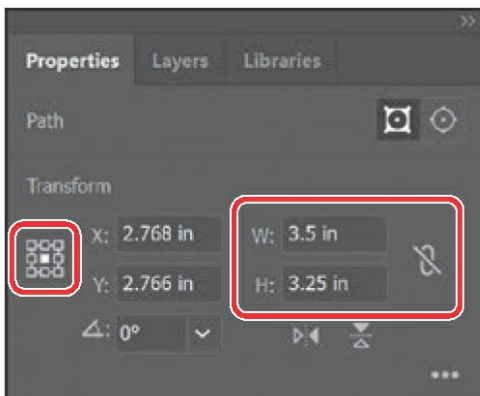 Properties Layers Libraries
Path
Transform
X: 2.768 in W: 3.5 in
Y: 2.766 in H: 3.25 in
0°